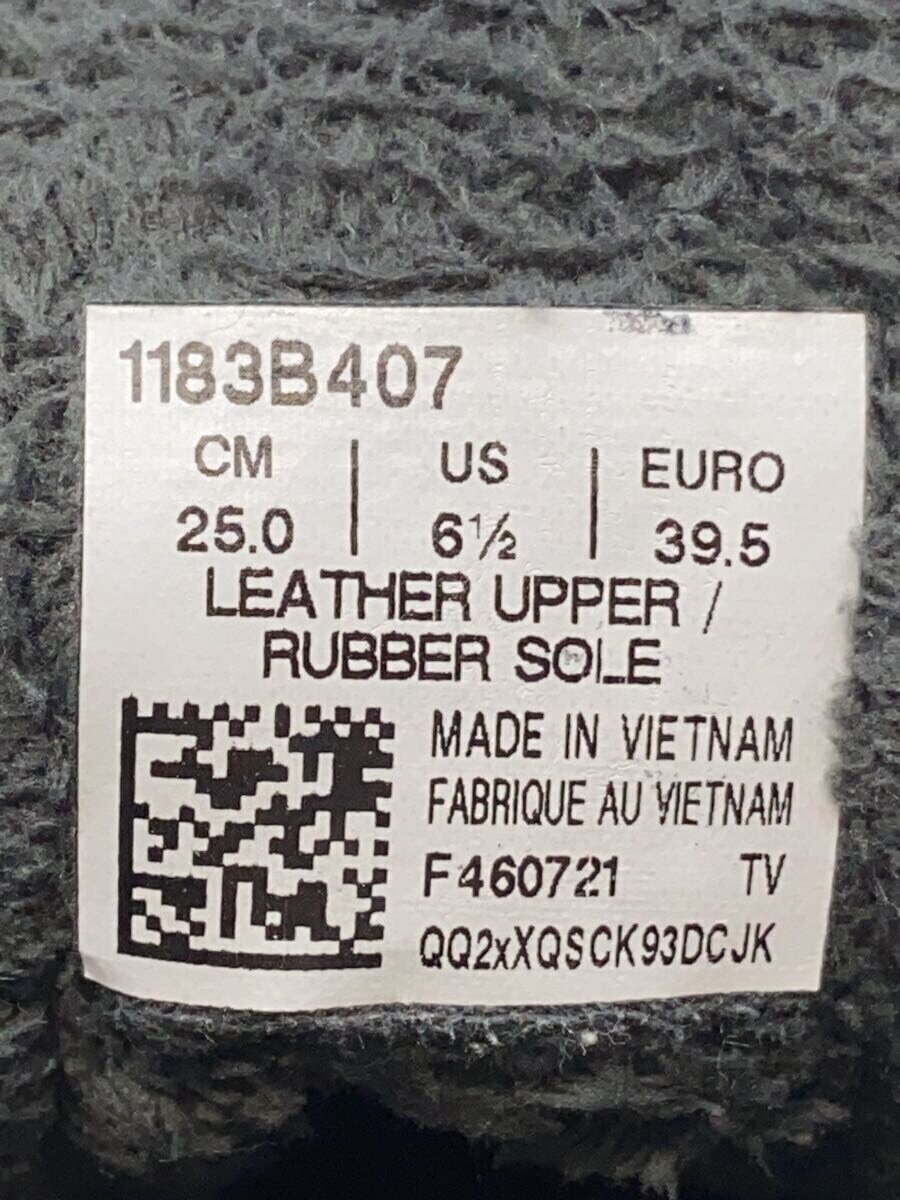 1183B407
CM | US | EURO
25.0 | 6½ | 39.5
LEATHER UPPER /
RUBBER SOLE
MADE IN VIETNAM
FABRIQUE AU VIETNAM
F460721 TV
QQ2xXQSCK93DCJK